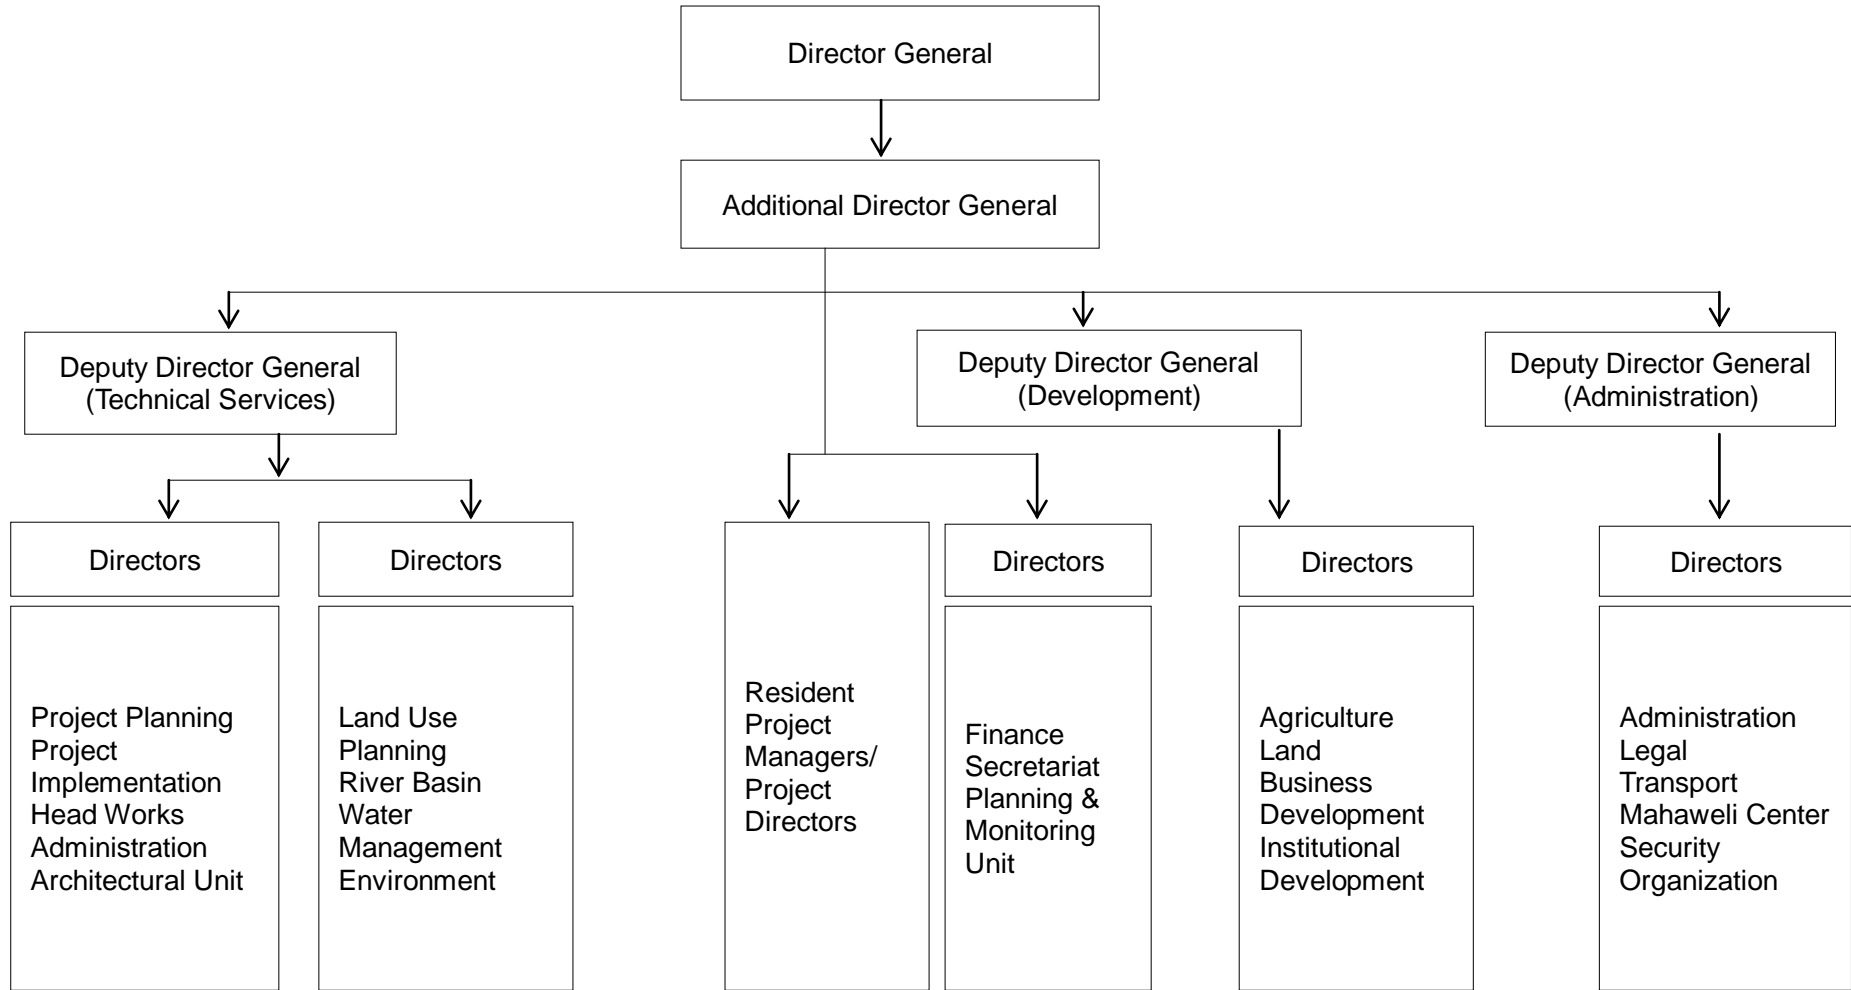 Director General
Additional Director General
Deputy Director General
(Technical Services)
Deputy Director General
(Development)
Deputy Director General
(Administration)
Directors
Project Planning
Project
Implementation
Head Works
Administration
Architectural Unit
Directors
Land Use
Planning
River Basin
Water
Management
Environment
Resident
Project
Managers/
Project
Directors
Directors
Finance
Secretariat
Planning &
Monitoring
Unit
Directors
Agriculture
Land
Business
Development
Institutional
Development
Directors
Administration
Legal
Transport
Mahaweli Center
Security
Organization